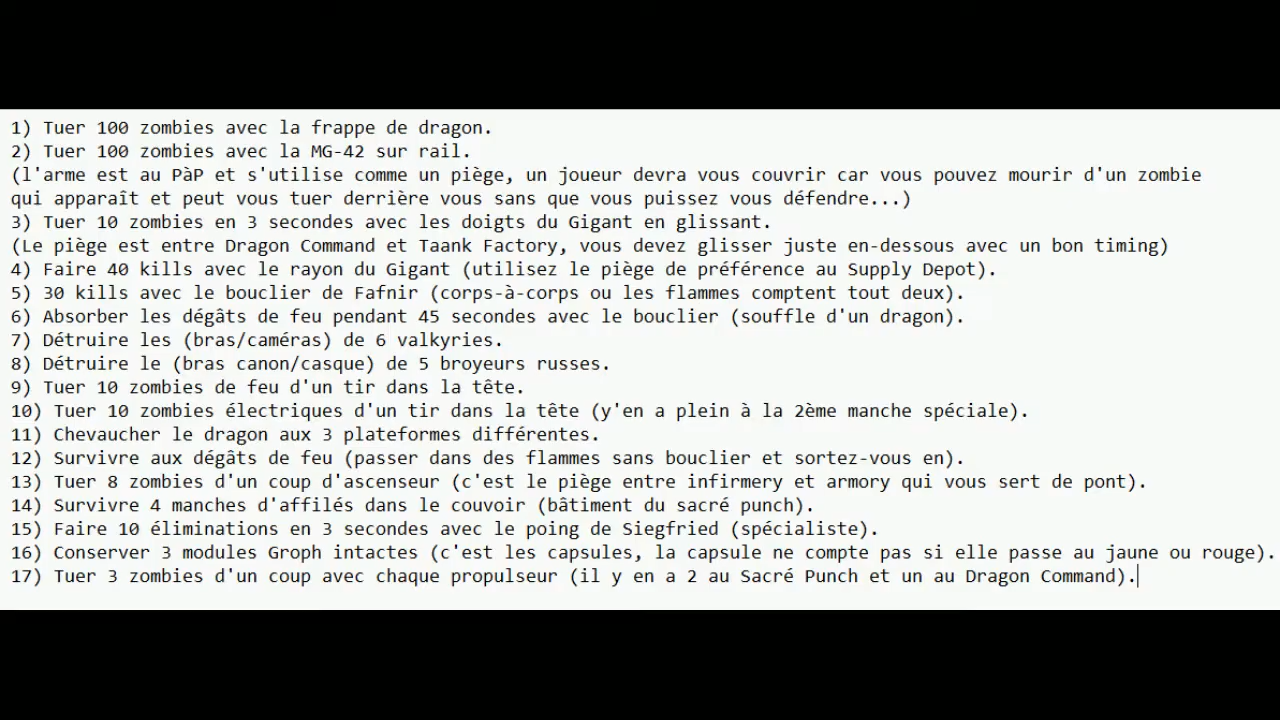 1) Tuer 100 zombies avec la frappe de dragon.
2) Tuer 100 zombies avec la MG-42 sur rail.
(l'arme est au PàP et s'utilise comme un piège, un joueur devra vous couvrir car vous pouvez mourir d'un zombie
qui apparaît et peut vous tuer derrière vous sans que vous puissez vous défendre...)
3) Tuer 10 zombies en 3 secondes avec les doigts du Gigant en glissant.
(Le piège est entre Dragon Command et Taank Factory, vous devez glisser juste en-dessous avec un bon timing)
4) Faire 40 kills avec le rayon du Gigant (utilisez le piège de préférence au Supply Depot).
5) 30 kills avec le bouclier de Fafnir (corps-à-corps ou les flammes comptent tout deux).
6) Absorber les dégâts de feu pendant 45 secondes avec le bouclier (souffle d'un dragon).
7) Détruire les (bras/caméras) de 6 valkyries.
8) Détruire le (bras canon/casque) de 5 broyeurs russes.
9) Tuer 10 zombies de feu d'un tir dans la tête.
10) Tuer 10 zombies électriques d'un tir dans la tête (y'en a plein à la 2ème manche spéciale).
11) Chevaucher le dragon aux 3 plateformes différentes.
12) Survivre aux dégâts de feu (passer dans des flammes sans bouclier et sortez-vous en).
13) Tuer 8 zombies d'un coup d'ascenseur (c'est le piège entre infirmery et armory qui vous sert de pont).
14) Survivre 4 manches d'affilés dans le couvoir (bâtiment du sacré punch).
15) Faire 10 éliminations en 3 secondes avec le poing de Siegfried (spécialiste).
16) Conserver 3 modules Groph intactes (c'est les capsules, la capsule ne compte pas si elle passe au jaune ou rouge).
17) Tuer 3 zombies d'un coup avec chaque propulseur (il y en a 2 au Sacré Punch et un au Dragon Command).